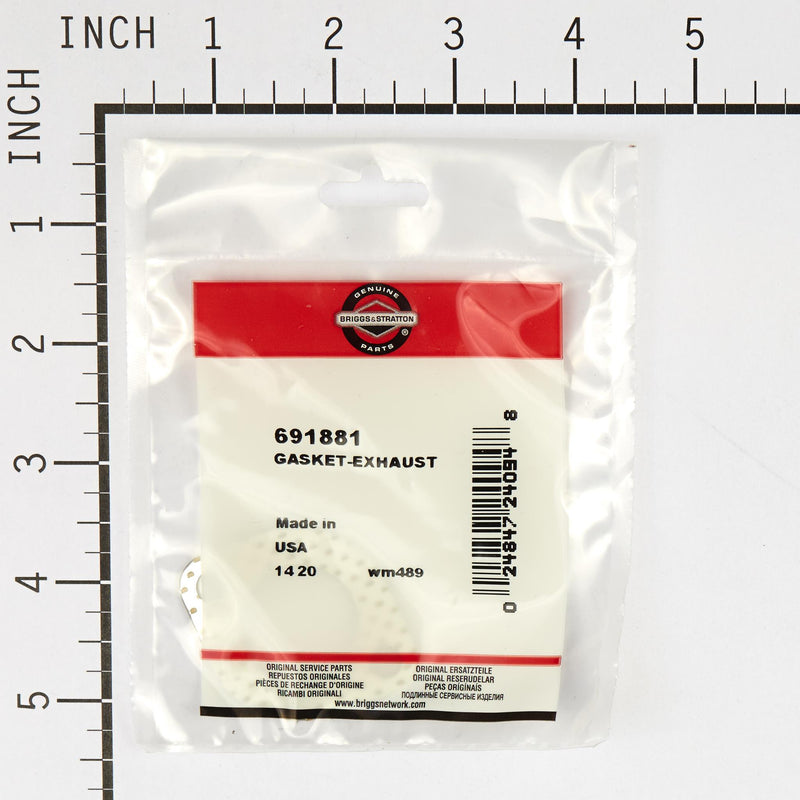 INCH 1 2 3 4 5
INCH 1 2 3 4 5
GENUINE
BRIGGS&STRATTON
PARTS ®
691881
GASKET-EXHAUST
Made in
USA
1420 wm489
0 24847 24094 8
ORIGINAL SERVICE PARTS
REPUESTOS ORIGINALES
PIÈCES DE RECHANGE D'ORIGINE
RICAMBI ORIGINALI
ORIGINAL ERSATZTEILE
ORIGINAL RESERUDELAR
PEÇAS ORIGINAIS
ПОДЛИННЫЕ СЕРВИСНЫЕ ИЗДЕЛИЯ
www.briggsnetwork.com